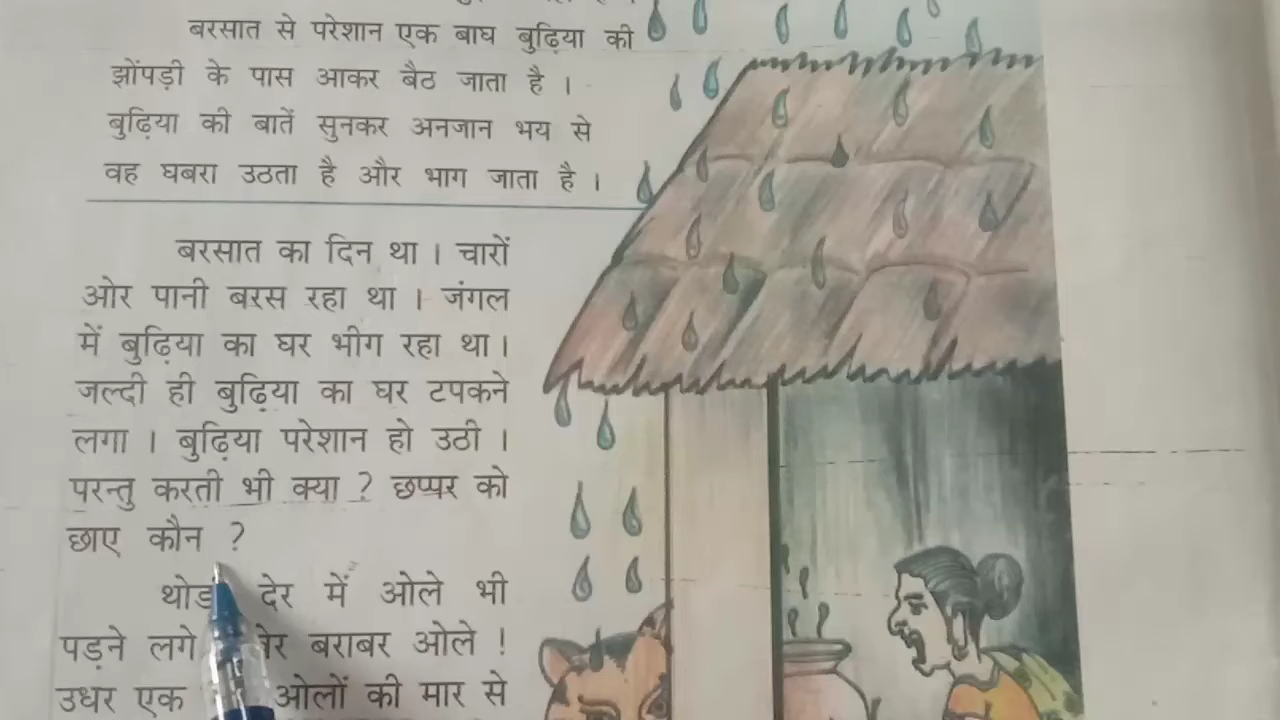 बरसात से परेशान एक बाघ बुढ़िया की
झोंपड़ी के पास आकर बैठ जाता है ।
बुढ़िया की बातें सुनकर अनजान भय से
वह घबरा उठता है और भाग जाता है ।
बरसात का दिन था । चारों
ओर पानी बरस रहा था । जंगल
में बुढ़िया का घर भीग रहा था ।
जल्दी ही बुढ़िया का घर टपकने
लगा । बुढ़िया परेशान हो उठी ।
परन्तु करती भी क्या ? छप्पर को
छाए कौन ?
देर में ओले भी
पड़ने लगे बराबर ओले !
उधर एक ओलों की मार से